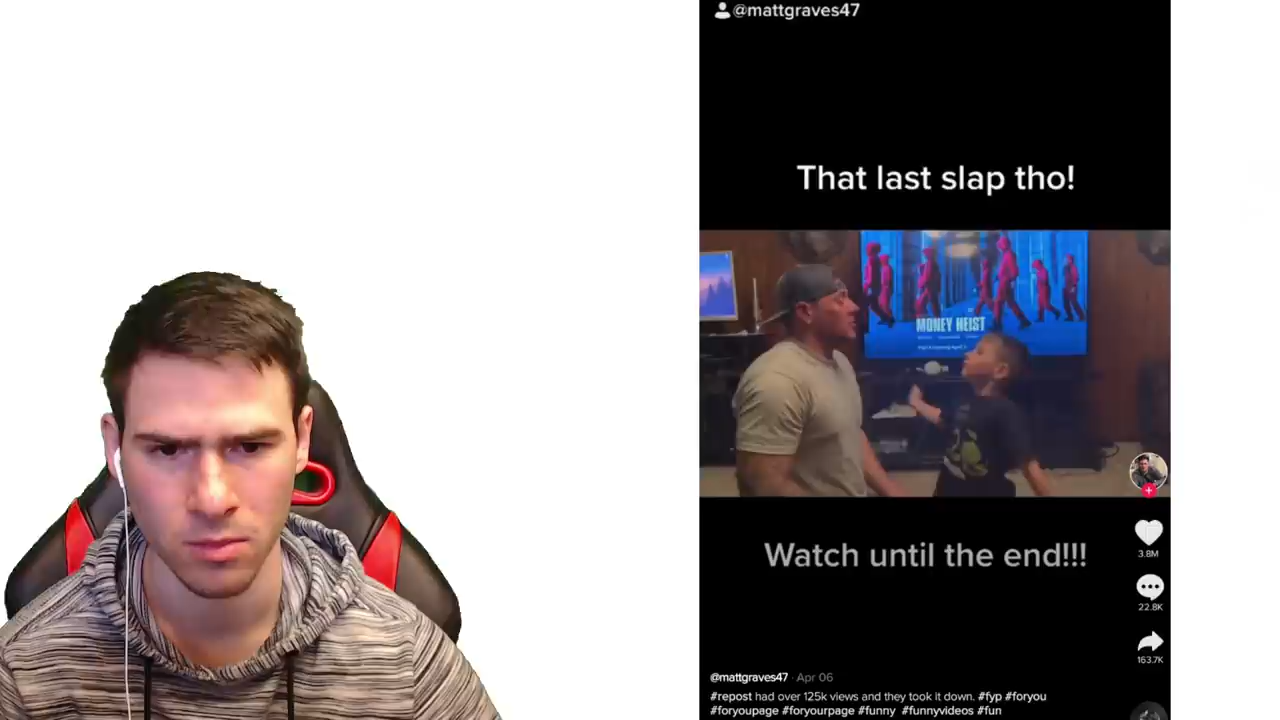 @mattgraves47
That last slap tho!
MONEY HEIST
Watch until the end!!!
3.8M
22.8K
163.7K
@mattgraves47 · Apr 06
#repost had over 125k views and they took it down. #fyp #foryou
#foryoupage #foryourpage #funny #funnyvideos #fun